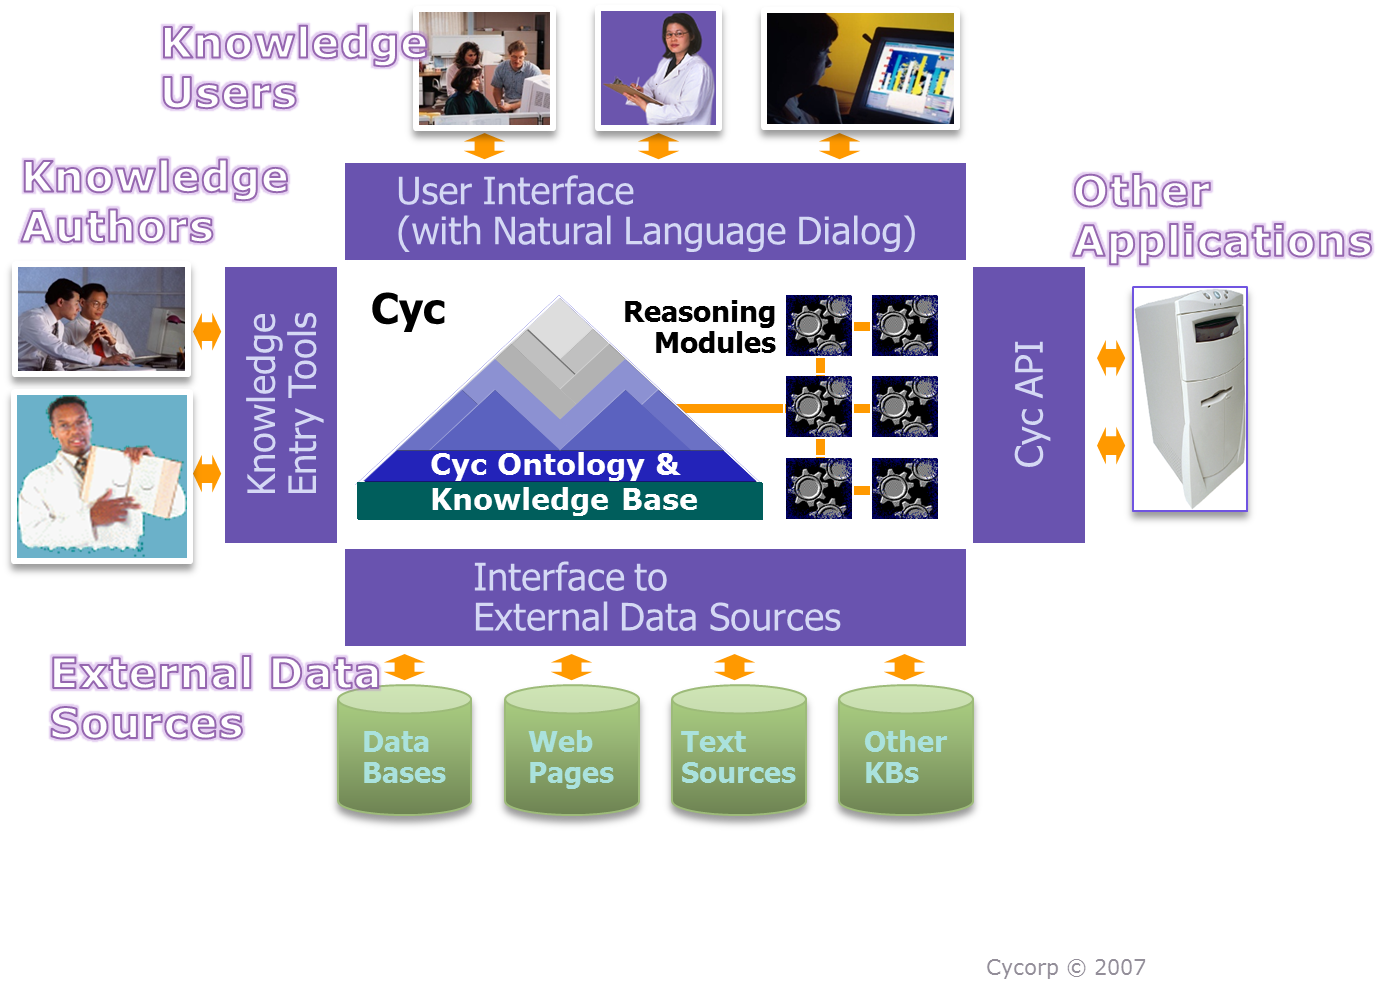 Knowledge
Users
Knowledge
Authors
User Interface
(with Natural Language Dialog)
Other
Applications
Knowledge
Entry Tools
Cyc
Reasoning
Modules
Cyc Ontology &
Knowledge Base
Cyc API
Interface to
External Data Sources
External Data
Sources
Data
Bases
Web
Pages
Text
Sources
Other
KBs
Cycorp © 2007